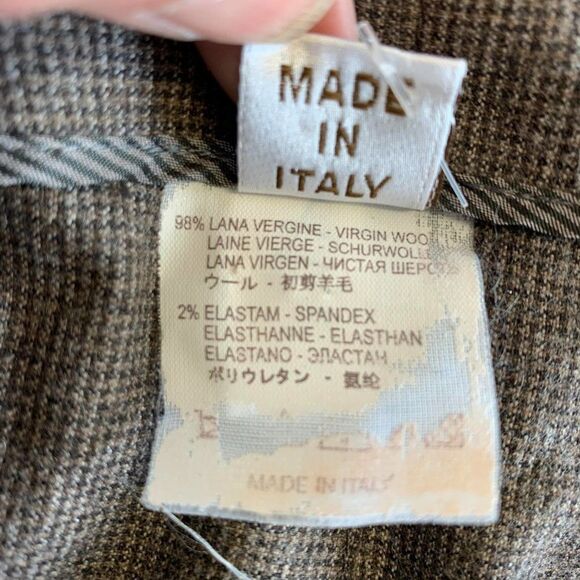 MADE
IN
ITALY
98% LANA VERGINE - VIRGIN WOO
LAINE VIERGE - SCHURWOLLE
LANA VIRGEN - ЧИСТАЯ ШЕРСТЬ
ウール - 初剪羊毛
2% ELASTAM - SPANDEX
ELASTHANNE - ELASTHAN
ELASTANO - ЭЛАСТАН
ポリウレタン - 氨纶
MADE IN ITALY